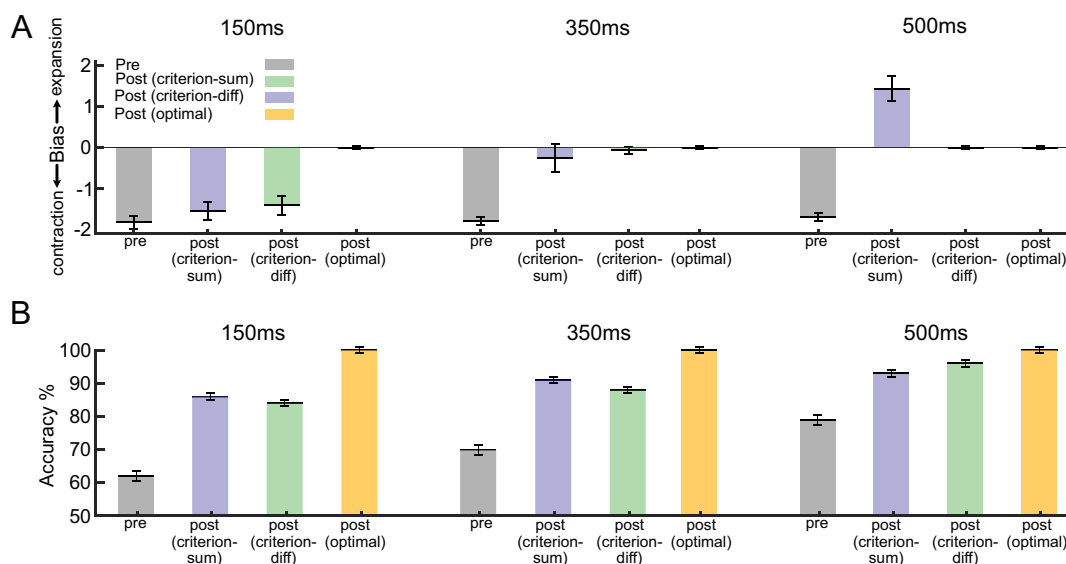 A
150ms 350ms 500ms
contraction ←Bias→ expansion
2
1
0
-1
-2
Pre
Post (criterion-sum)
Post (criterion-diff)
Post (optimal)
pre post post post pre post post post pre post post post
(criterion- (criterion- (optimal) (criterion- (criterion- (optimal) (criterion- (criterion- (optimal)
sum) diff) sum) diff) sum) diff)
B
150ms 350ms 500ms
Accuracy %
100
90
80
70
60
50
pre post post post pre post post post pre post post post
(criterion- (criterion- (optimal) (criterion- (criterion- (optimal) (criterion- (criterion- (optimal)
sum) diff) sum) diff) sum) diff)